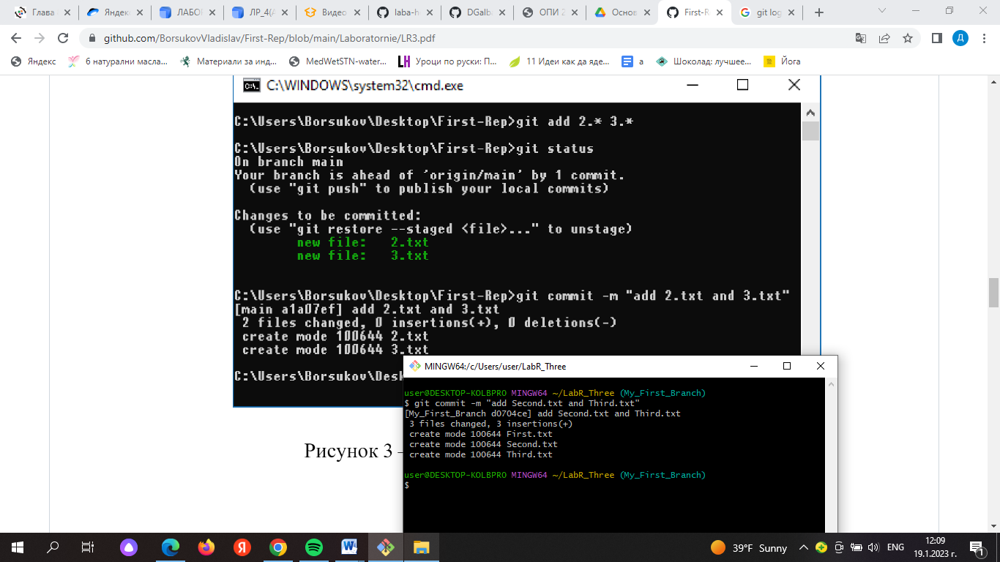 Глава
Яндек
ЛАБОР
ЛР_4(А
Видео
laba-h
DGalba
ОПИ 2
Основ
First-R
git log
github.com/BorsukovVladislav/First-Rep/blob/main/Laboratornie/LR3.pdf
Д
Яндекс
6 натурални масла...
Материали за инд...
MedWetSTN-water...
LH Уроци по руски: П...
11 Идеи как да яде...
а
Шоколад: лучшее...
Йога
C:\WINDOWS\system32\cmd.exe
C:\Users\Borsukov\Desktop\First-Rep>git add 2.* 3.*
C:\Users\Borsukov\Desktop\First-Rep>git status
On branch main
Your branch is ahead of 'origin/main' by 1 commit.
(use "git push" to publish your local commits)
Changes to be committed:
(use "git restore --staged <file>..." to unstage)
new file: 2.txt
new file: 3.txt
C:\Users\Borsukov\Desktop\First-Rep>git commit -m "add 2.txt and 3.txt"
[main a1a07ef] add 2.txt and 3.txt
2 files changed, 0 insertions(+), 0 deletions(-)
create mode 100644 2.txt
create mode 100644 3.txt
C:\Users\Borsukov\Desk
Рисунок 3 –
MINGW64:/c/Users/user/LabR_Three
user@DESKTOP-KOLBPRO MINGW64 ~/LabR_Three (My_First_Branch)
$ git commit -m "add Second.txt and Third.txt"
[My_First_Branch d0704ce] add Second.txt and Third.txt
3 files changed, 3 insertions(+)
create mode 100644 First.txt
create mode 100644 Second.txt
create mode 100644 Third.txt
user@DESKTOP-KOLBPRO MINGW64 ~/LabR_Three (My_First_Branch)
$
39°F Sunny
ENG
12:09
19.1.2023 г.
1